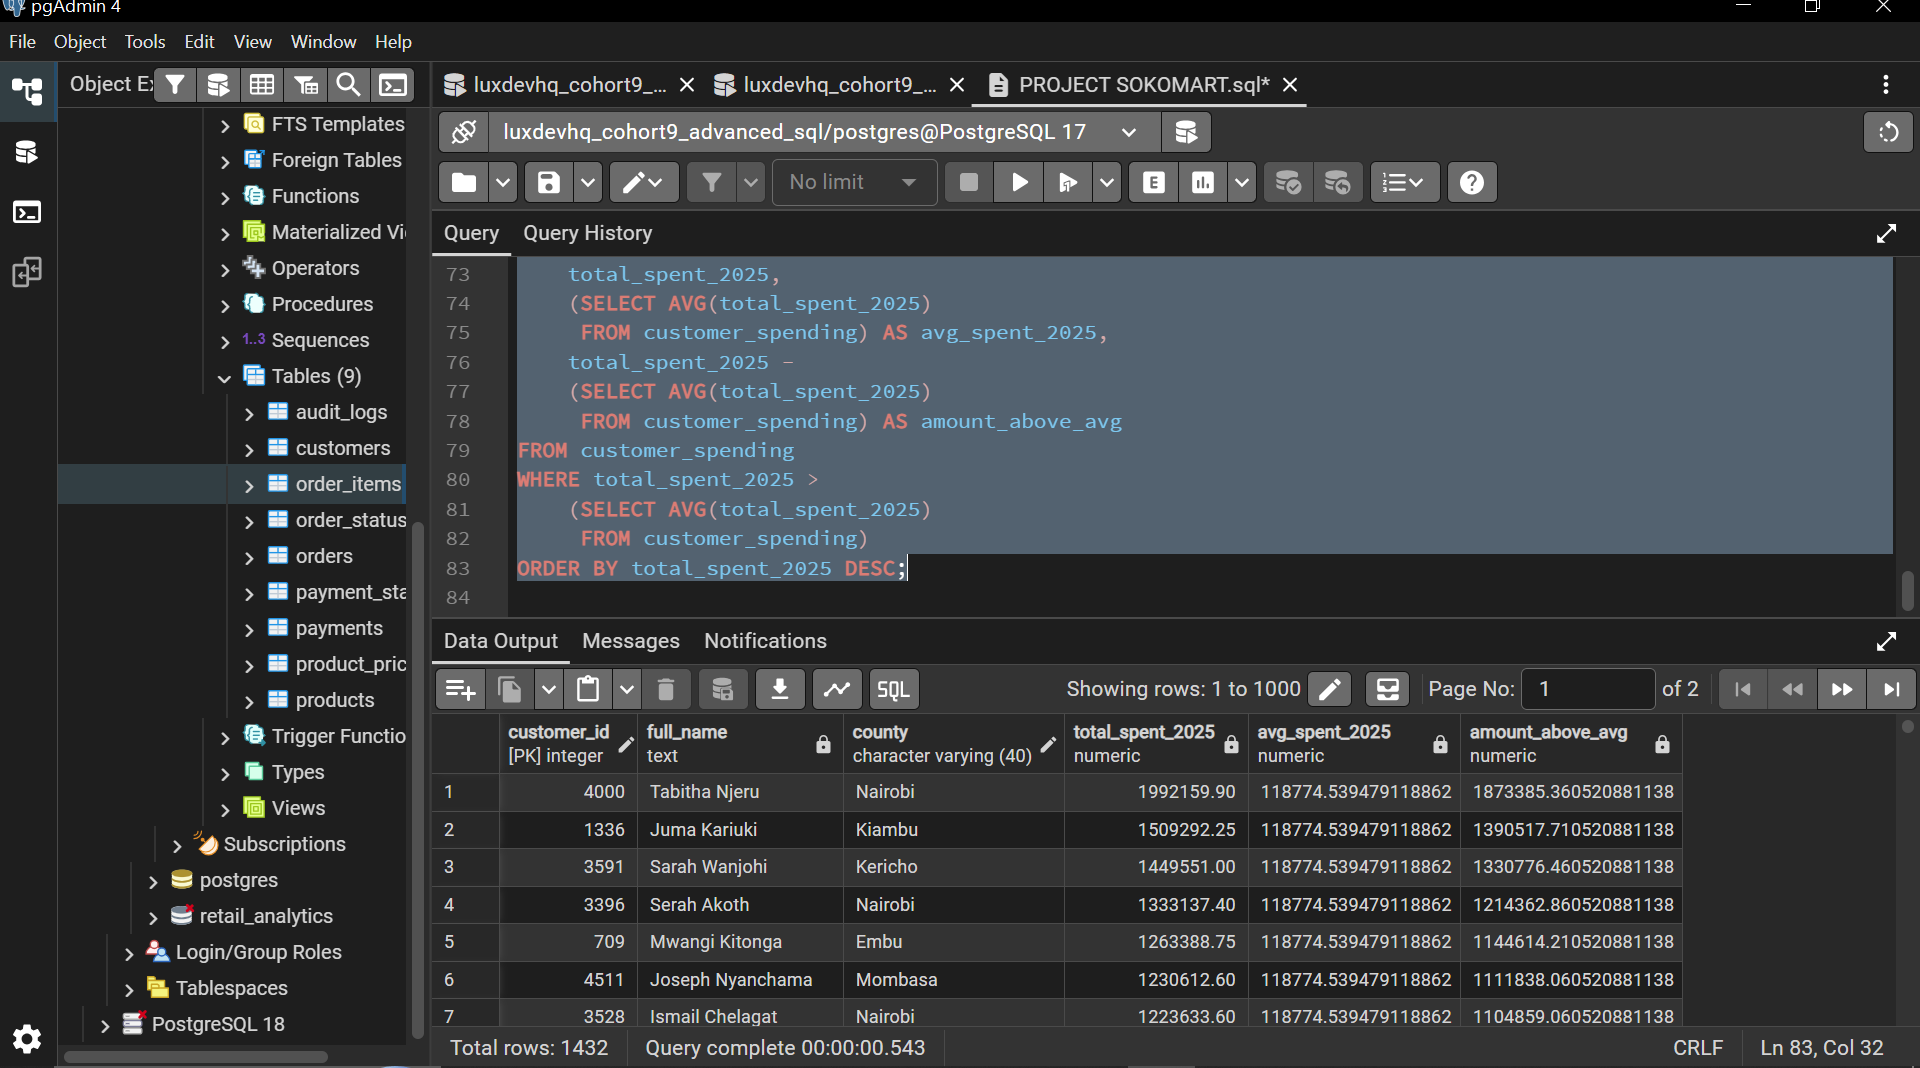 pgAdmin 4
File Object Tools Edit View Window Help
Object Ex
luxdevhq_cohort9_...
luxdevhq_cohort9_...
PROJECT SOKOMART.sql*
luxdevhq_cohort9_advanced_sql/postgres@PostgreSQL 17
No limit
E
Query
Query History
FTS Templates
Foreign Tables
Functions
Materialized Vi
Operators
Procedures
1..3 Sequences
Tables (9)
audit_logs
customers
order_items
order_status
orders
payment_sta
payments
product_pric
products
Trigger Functio
Types
Views
Subscriptions
postgres
retail_analytics
Login/Group Roles
Tablespaces
PostgreSQL 18
73 total_spent_2025,
74 (SELECT AVG(total_spent_2025)
75 FROM customer_spending) AS avg_spent_2025,
76 total_spent_2025 -
77 (SELECT AVG(total_spent_2025)
78 FROM customer_spending) AS amount_above_avg
79 FROM customer_spending
80 WHERE total_spent_2025 >
81 (SELECT AVG(total_spent_2025)
82 FROM customer_spending)
83 ORDER BY total_spent_2025 DESC;
84
Data Output Messages Notifications
SQL
Showing rows: 1 to 1000
Page No: 1 of 2
customer_id full_name county total_spent_2025 avg_spent_2025 amount_above_avg
[PK] integer text character varying (40) numeric numeric numeric
1 4000 Tabitha Njeru Nairobi 1992159.90 118774.539479118862 1873385.360520881138
2 1336 Juma Kariuki Kiambu 1509292.25 118774.539479118862 1390517.710520881138
3 3591 Sarah Wanjohi Kericho 1449551.00 118774.539479118862 1330776.460520881138
4 3396 Serah Akoth Nairobi 1333137.40 118774.539479118862 1214362.860520881138
5 709 Mwangi Kitonga Embu 1263388.75 118774.539479118862 1144614.210520881138
6 4511 Joseph Nyanchama Mombasa 1230612.60 118774.539479118862 1111838.060520881138
7 3528 Ismail Chelagat Nairobi 1223633.60 118774.539479118862 1104859.060520881138
Total rows: 1432
Query complete 00:00:00.543
CRLF
Ln 83, Col 32